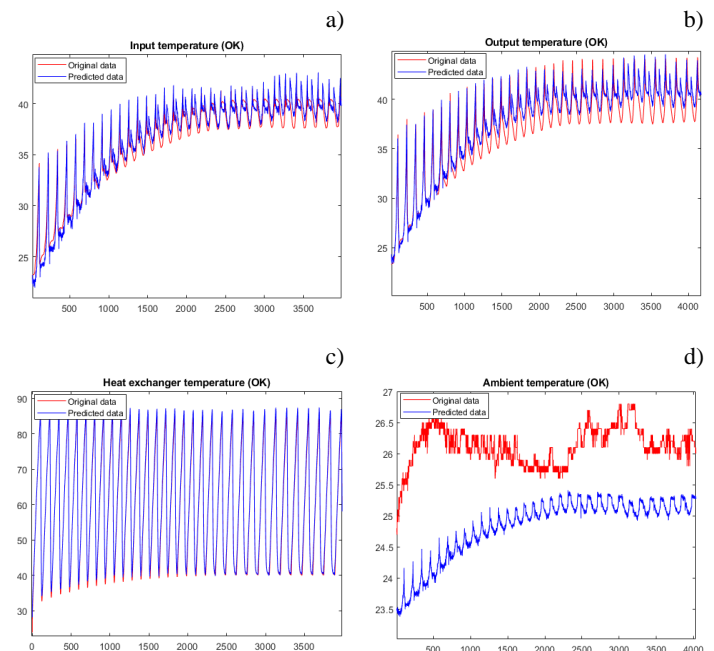 a)
Input temperature (OK)
Original data
Predicted data
40
35
30
25
500 1000 1500 2000 2500 3000 3500
b)
Output temperature (OK)
Original data
Predicted data
40
35
30
25
500 1000 1500 2000 2500 3000 3500 4000
c)
Heat exchanger temperature (OK)
Original data
Predicted data
90
80
70
60
50
40
30
0 500 1000 1500 2000 2500 3000 3500
d)
Ambient temperature (OK)
Original data
Predicted data
27
26.5
26
25.5
25
24.5
24
23.5
500 1000 1500 2000 2500 3000 3500 4000